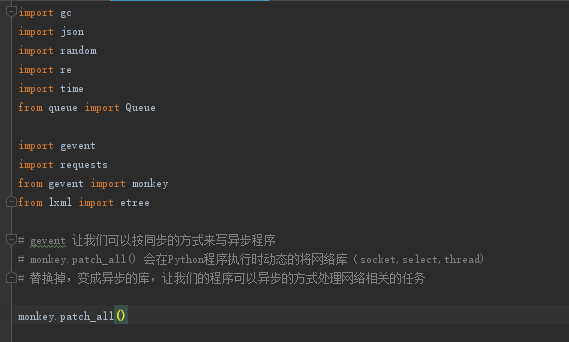 import gc
import json
import random
import re
import time
from queue import Queue
import gevent
import requests
from gevent import monkey
from lxml import etree
# gevent 让我们可以按同步的方式来写异步程序
# monkey.patch_all() 会在Python程序执行时动态的将网络库（socket,select,thread)
# 替换掉，变成异步的库，让我们的程序可以异步的方式处理网络相关的任务
monkey.patch_all()